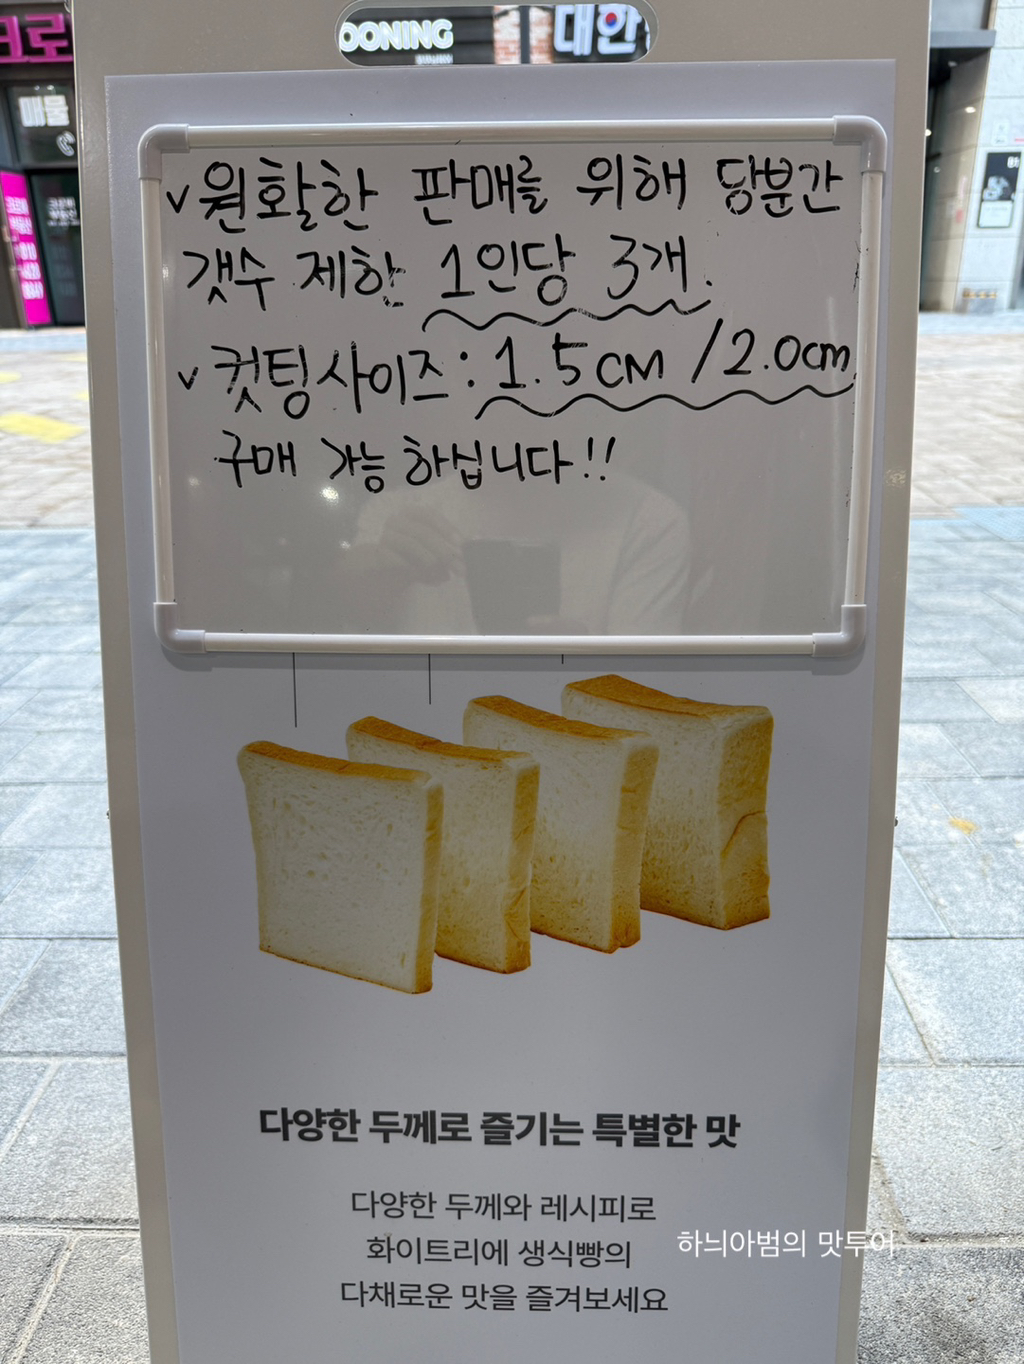 OONING
대한
매물
v 원활한 판매를 위해 당분간
갯수 제한 1인당 3개.
v 컷팅사이즈 : 1.5cm / 2.0cm
구매 가능하십니다!!
다양한 두께로 즐기는 특별한 맛
다양한 두께와 레시피로
화이트리에 생식빵의
다채로운 맛을 즐겨보세요
하늬아범의 맛투어